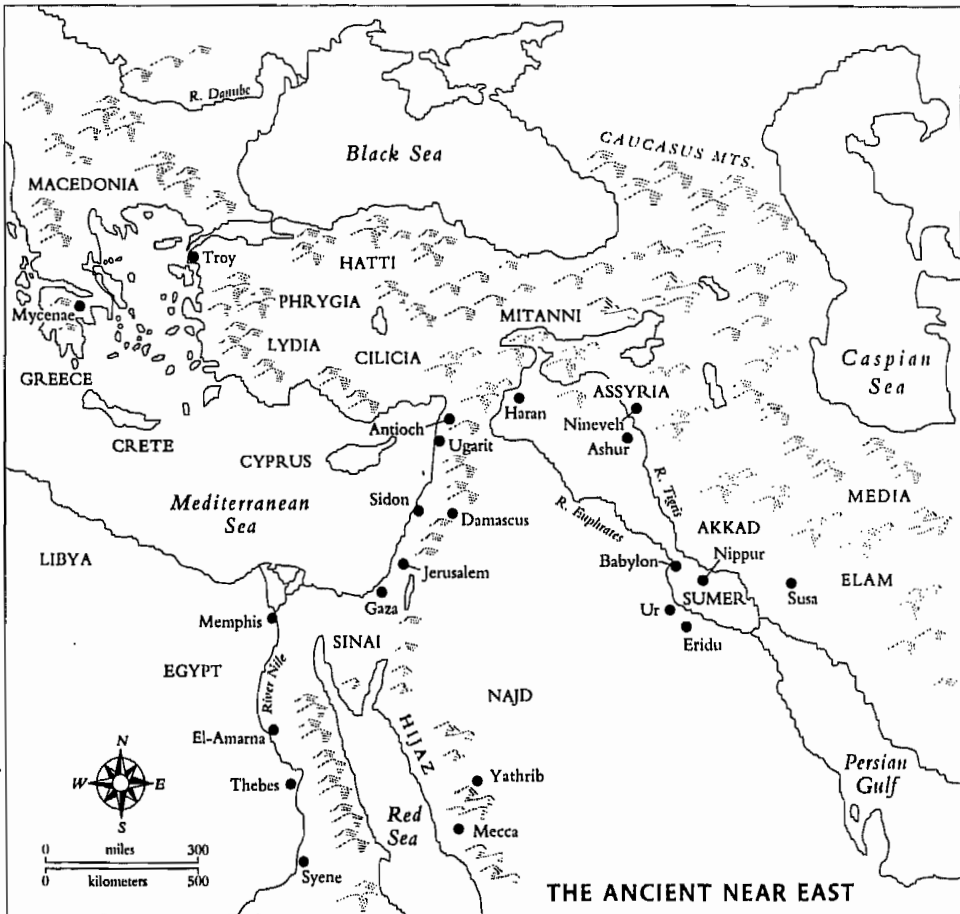 R. Danube
Black Sea
CAUCASUS MTS.
MACEDONIA
Troy
HATTI
PHRYGIA
MITANNI
Mycenae
LYDIA
CILICIA
Caspian
Sea
GREECE
ASSYRIA
Haran
Nineveh
Antioch
Ashur
CRETE
Ugarit
CYPRUS
R. Tigris
MEDIA
Mediterranean
Sea
Sidon
Damascus
R. Euphrates
AKKAD
LIBYA
Babylon
Nippur
Jerusalem
ELAM
Gaza
SUMER
Susa
Memphis
Ur
SINAI
Eridu
EGYPT
River Nile
NAJD
El-Amarna
HIJAZ
N
W
E
S
Thebes
Yathrib
Persian
Gulf
Red
Sea
Mecca
0 miles 300
0 kilometers 500
Syene
THE ANCIENT NEAR EAST